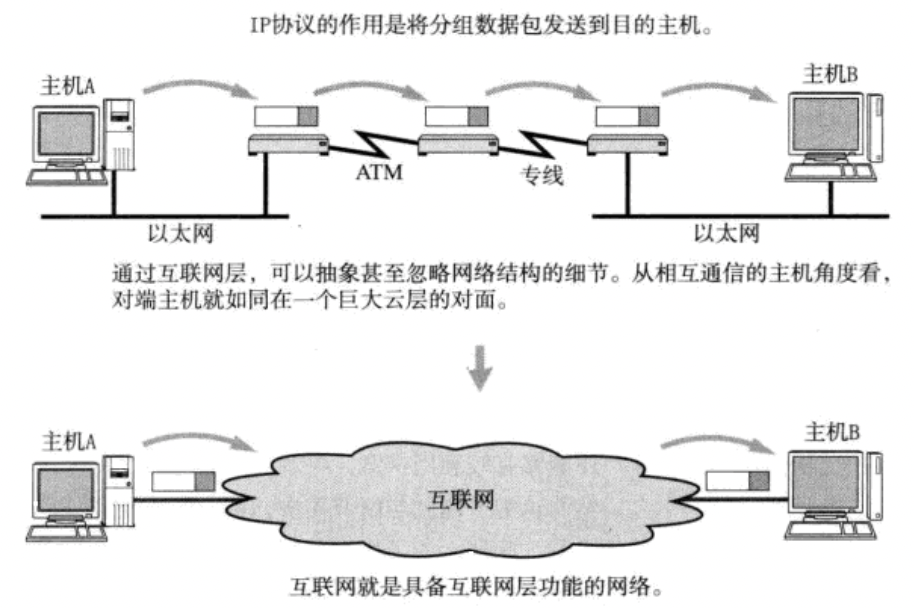 IP协议的作用是将分组数据包发送到目的主机。
主机A
主机B
ATM
专线
以太网
以太网
通过互联网层，可以抽象甚至忽略网络结构的细节。从相互通信的主机角度看，
对端主机就如同在一个巨大云层的对面。
主机A
主机B
互联网
互联网就是具备互联网层功能的网络。